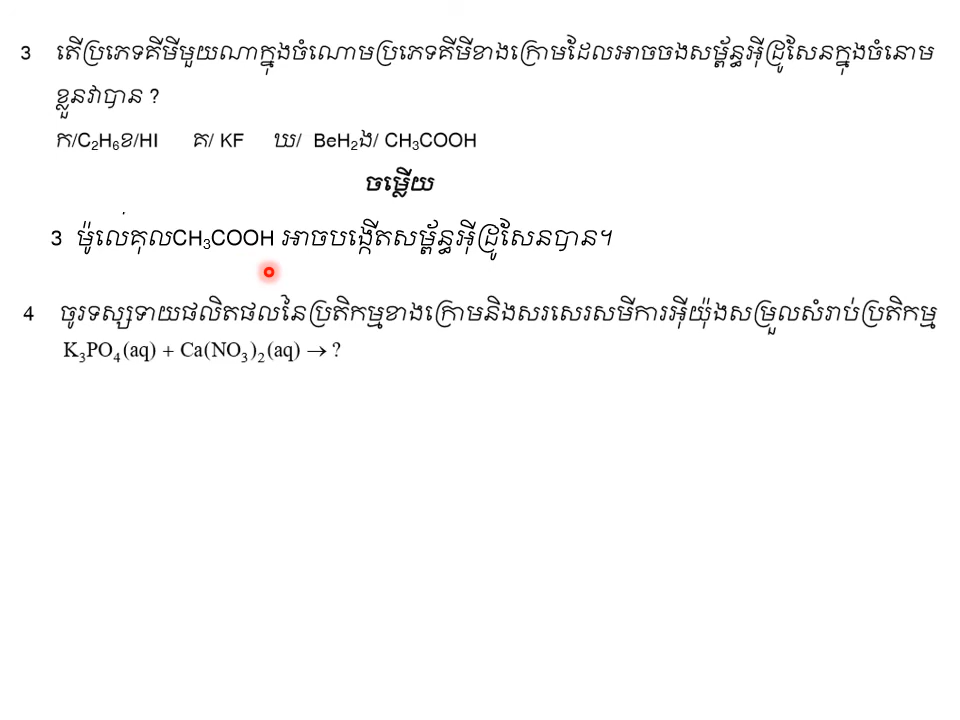 3 តើប្រភេទគីមីមួយណាក្នុងចំណោមប្រភេទគីមីខាងក្រោមដែលអាចចងសម្ព័ន្ធអ៊ីដ្រូសែនក្នុងចំនោម
ខ្លួនវាបាន ?
ក/C₂H₆ខ/HI គ/ KF ឃ/ BeH₂ង/ CH₃COOH
ចម្លើយ
3 ម៉ូលេគុលCH₃COOH អាចបង្កើតសម្ព័ន្ធអ៊ីដ្រូសែនបាន។
4 ចូរទស្សទាយផលិតផលនៃប្រតិកម្មខាងក្រោមនិងសរសេរសមីការអ៊ីយ៉ុងសម្រួលសំរាប់ប្រតិកម្ម
K₃PO₄(aq) + Ca(NO₃)₂(aq) → ?